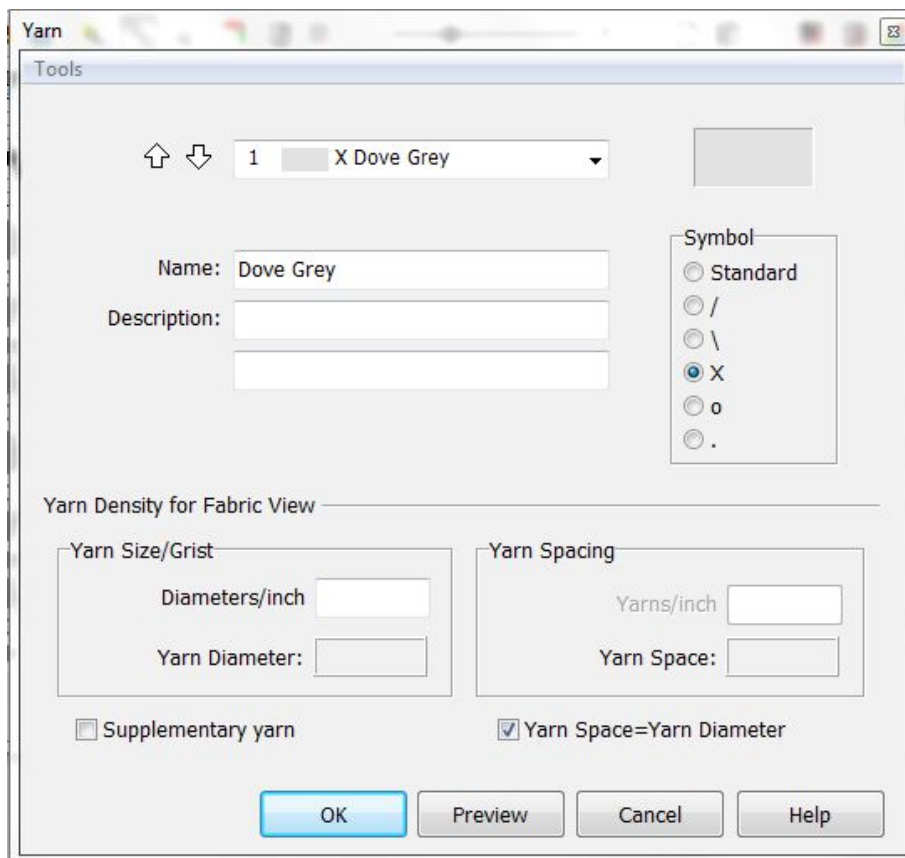 Yarn
Tools
1 X Dove Grey
Name: Dove Grey
Description:
Symbol
Standard
/
\
X
o
.
Yarn Density for Fabric View
Yarn Size/Grist
Diameters/inch
Yarn Diameter:
Yarn Spacing
Yarns/inch
Yarn Space:
Supplementary yarn
Yarn Space=Yarn Diameter
OK Preview Cancel Help